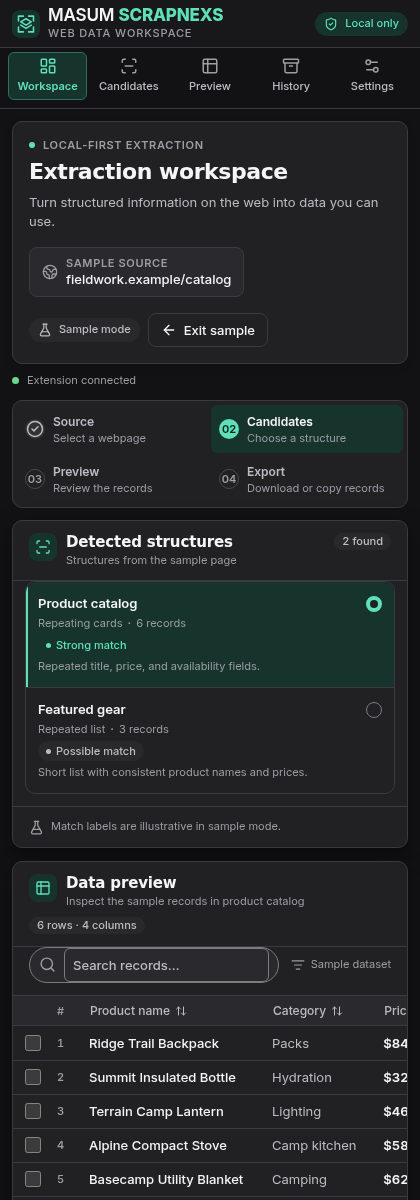 MASUM SCRAPNEXS
WEB DATA WORKSPACE
Local only
Workspace
Candidates
Preview
History
Settings
LOCAL-FIRST EXTRACTION
Extraction workspace
Turn structured information on the web into data you can
use.
SAMPLE SOURCE
fieldwork.example/catalog
Sample mode
Exit sample
Extension connected
Source
Select a webpage
02
Candidates
Choose a structure
03
Preview
Review the records
04
Export
Download or copy records
Detected structures
2 found
Structures from the sample page
Product catalog
Repeating cards · 6 records
Strong match
Repeated title, price, and availability fields.
Featured gear
Repeated list · 3 records
Possible match
Short list with consistent product names and prices.
Match labels are illustrative in sample mode.
Data preview
Inspect the sample records in product catalog
6 rows · 4 columns
Search records...
Sample dataset
# Product name Category Pric
1 Ridge Trail Backpack Packs $84
2 Summit Insulated Bottle Hydration $32
3 Terrain Camp Lantern Lighting $46
4 Alpine Compact Stove Camp kitchen $58
5 Basecamp Utility Blanket Camping $62